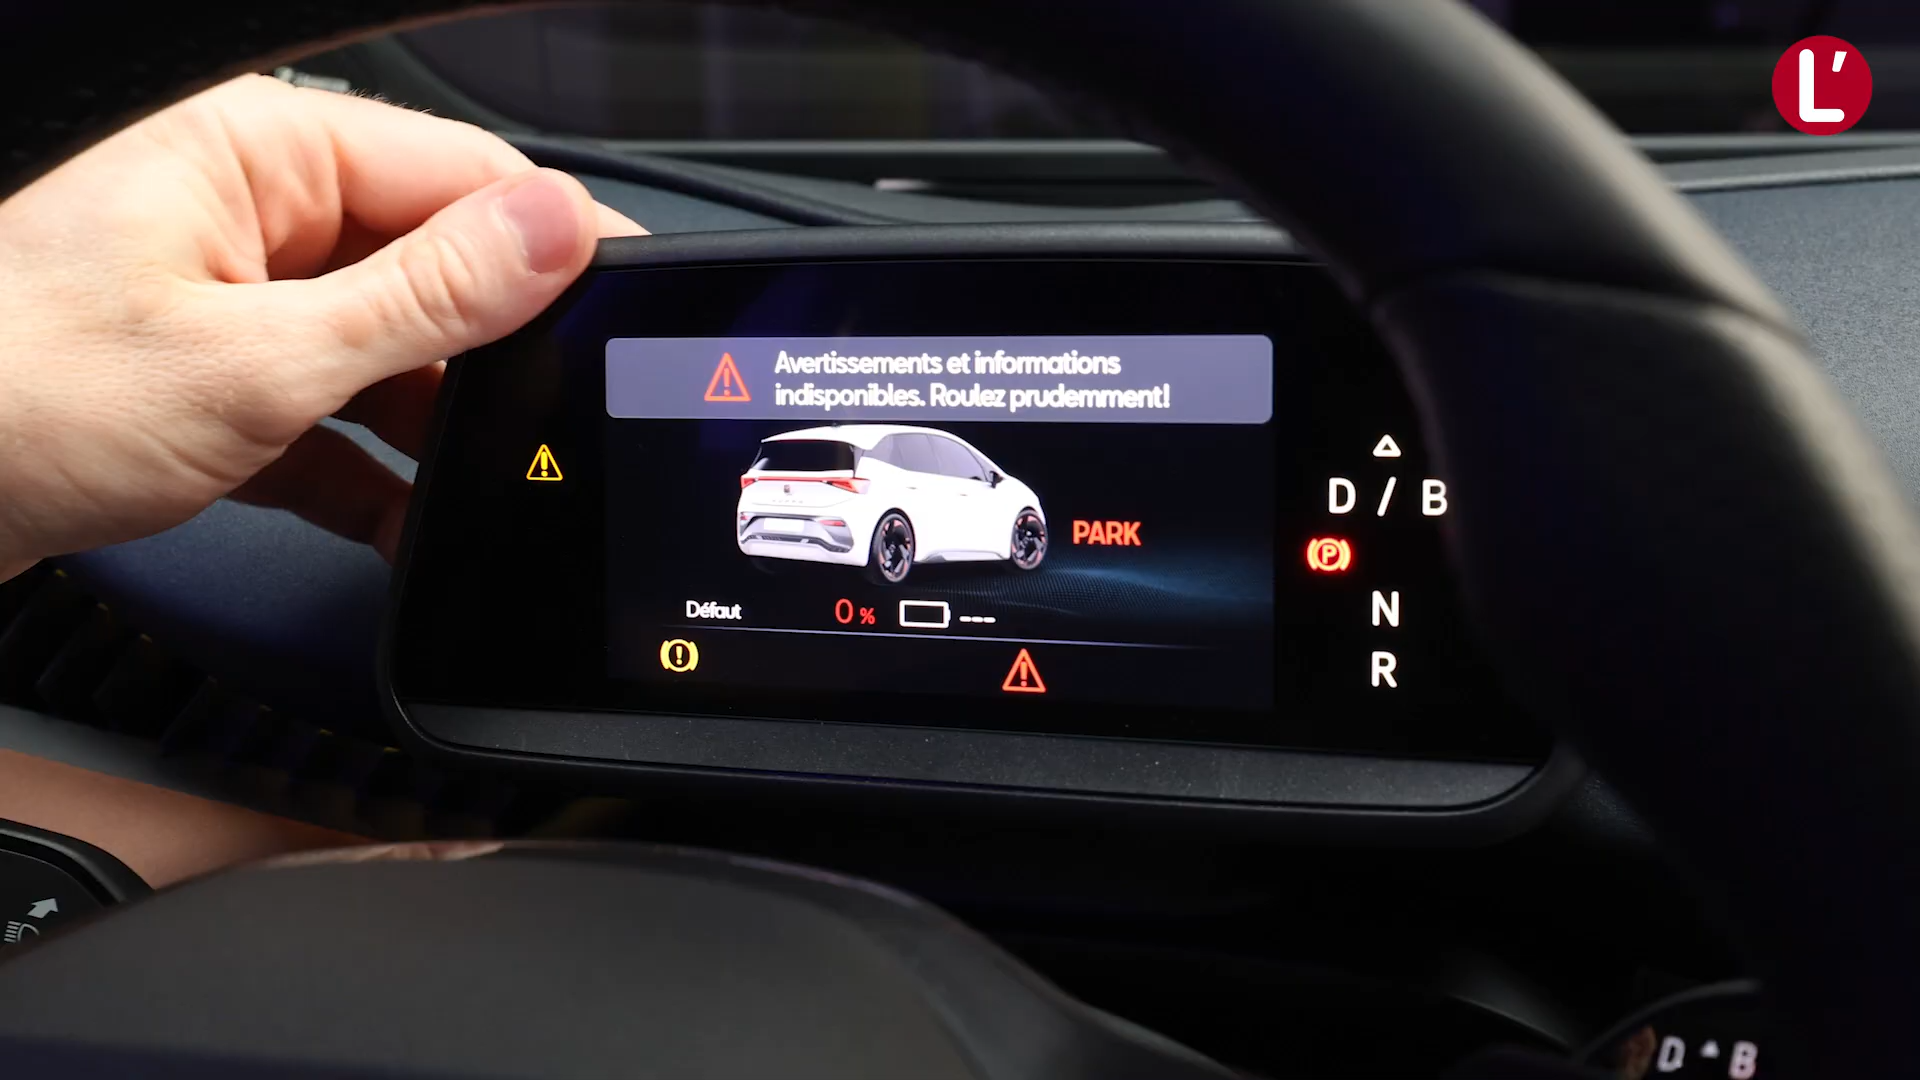 L'
Avertissements et informations
indisponibles. Roulez prudemment!
D / B
PARK
P
Défaut 0 % ---
N
R
D B